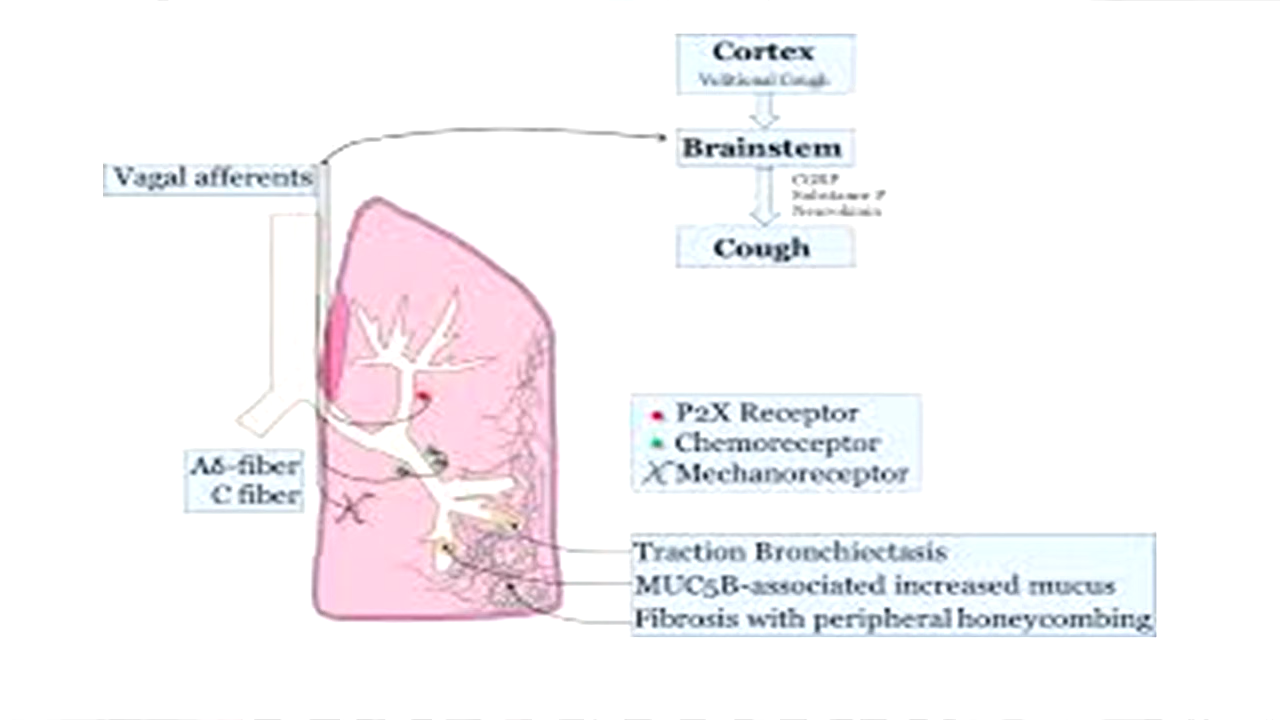 Cortex
Volitional Cough
Vagal afferents
Brainstem
CGRP
Substance P
Neurokinin
Cough
P2X Receptor
Chemoreceptor
Mechanoreceptor
Aδ-fiber
C fiber
Traction Bronchiectasis
MUC5B-associated increased mucus
Fibrosis with peripheral honeycombing